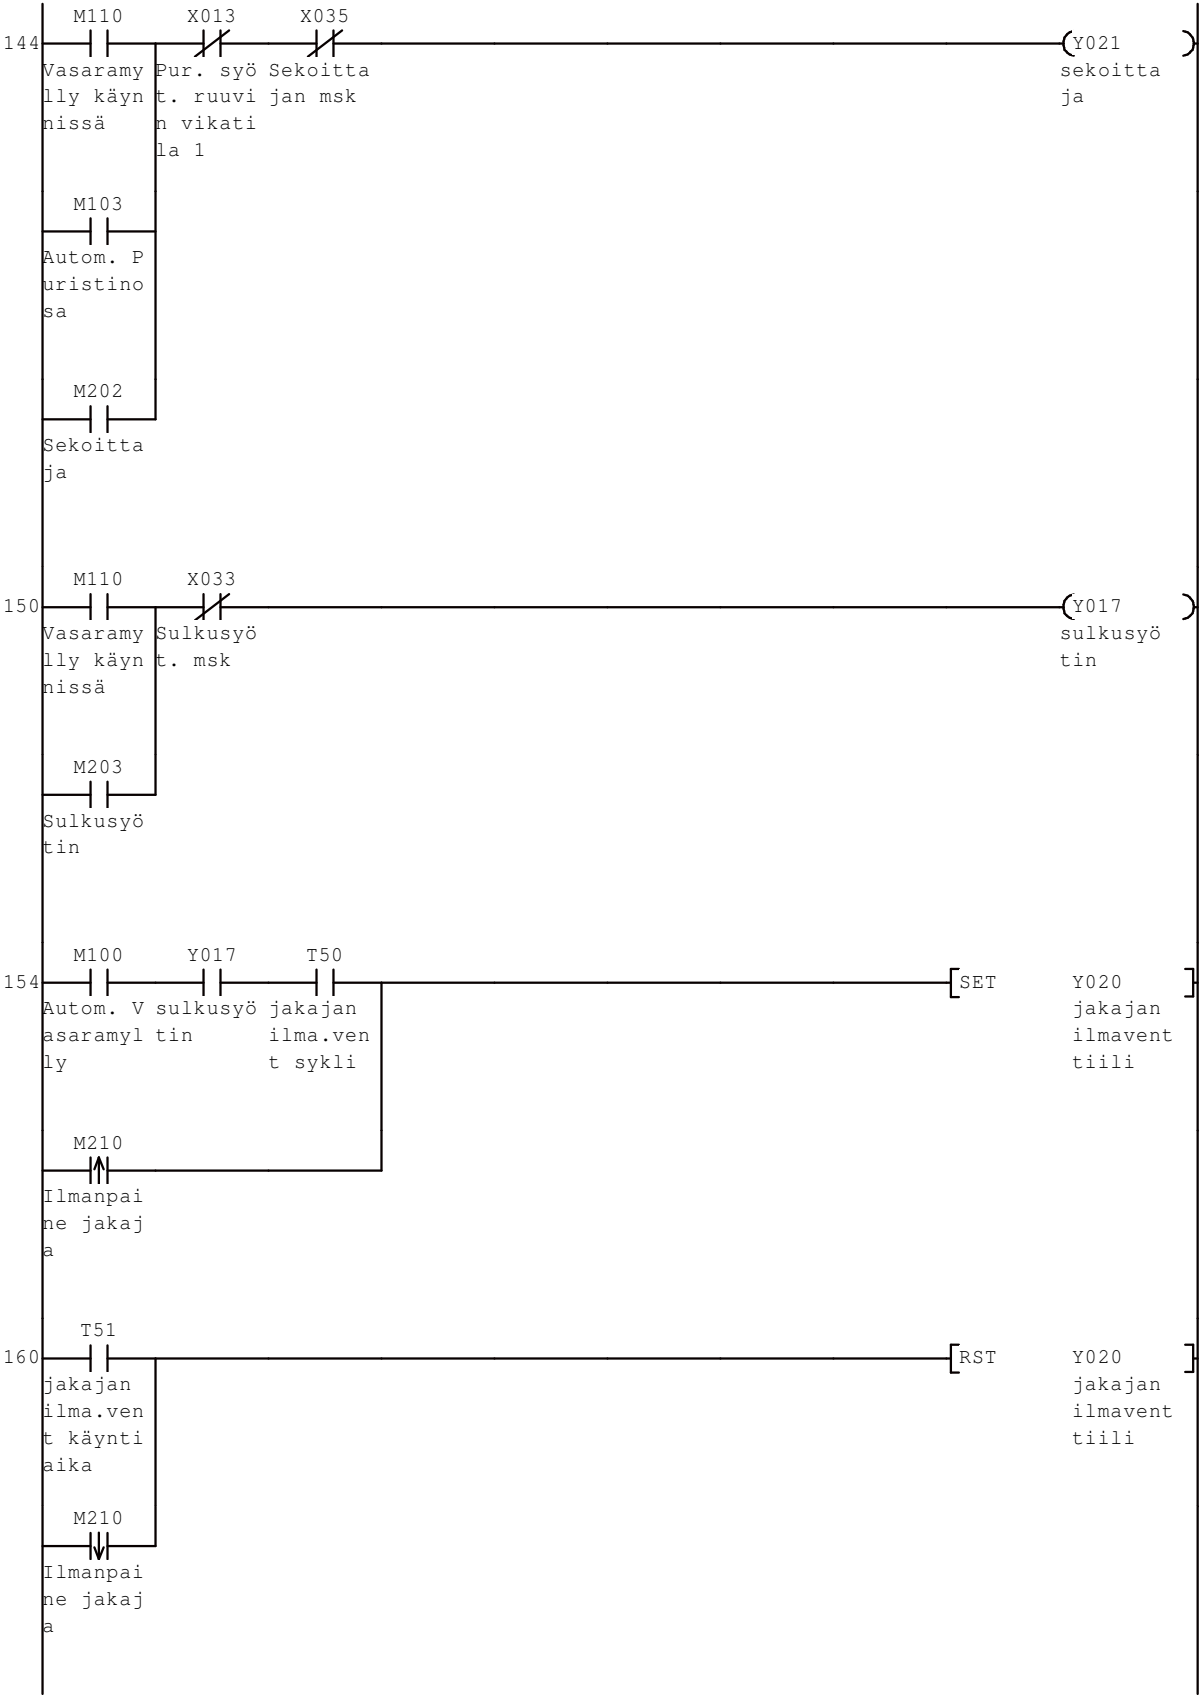 M110 X013 X035
144 Y021
Vasaramy Pur. syö Sekoitta sekoitta
lly käyn t. ruuvi jan msk ja
nissä n vikati
la 1
M103
Autom. P
uristino
sa
M202
Sekoitta
ja
M110 X033
150 Y017
Vasaramy Sulkusyö sulkusyö
lly käyn t. msk tin
nissä
M203
Sulkusyö
tin
M100 Y017 T50
154 SET Y020
Autom. V sulkusyö jakajan jakajan
asaramyl tin ilma.ven ilmavent
ly t sykli tiili
M210
Ilmanpai
ne jakaj
a
T51
160 RST Y020
jakajan jakajan
ilma.ven ilmavent
t käynti tiili
aika
M210
Ilmanpai
ne jakaj
a